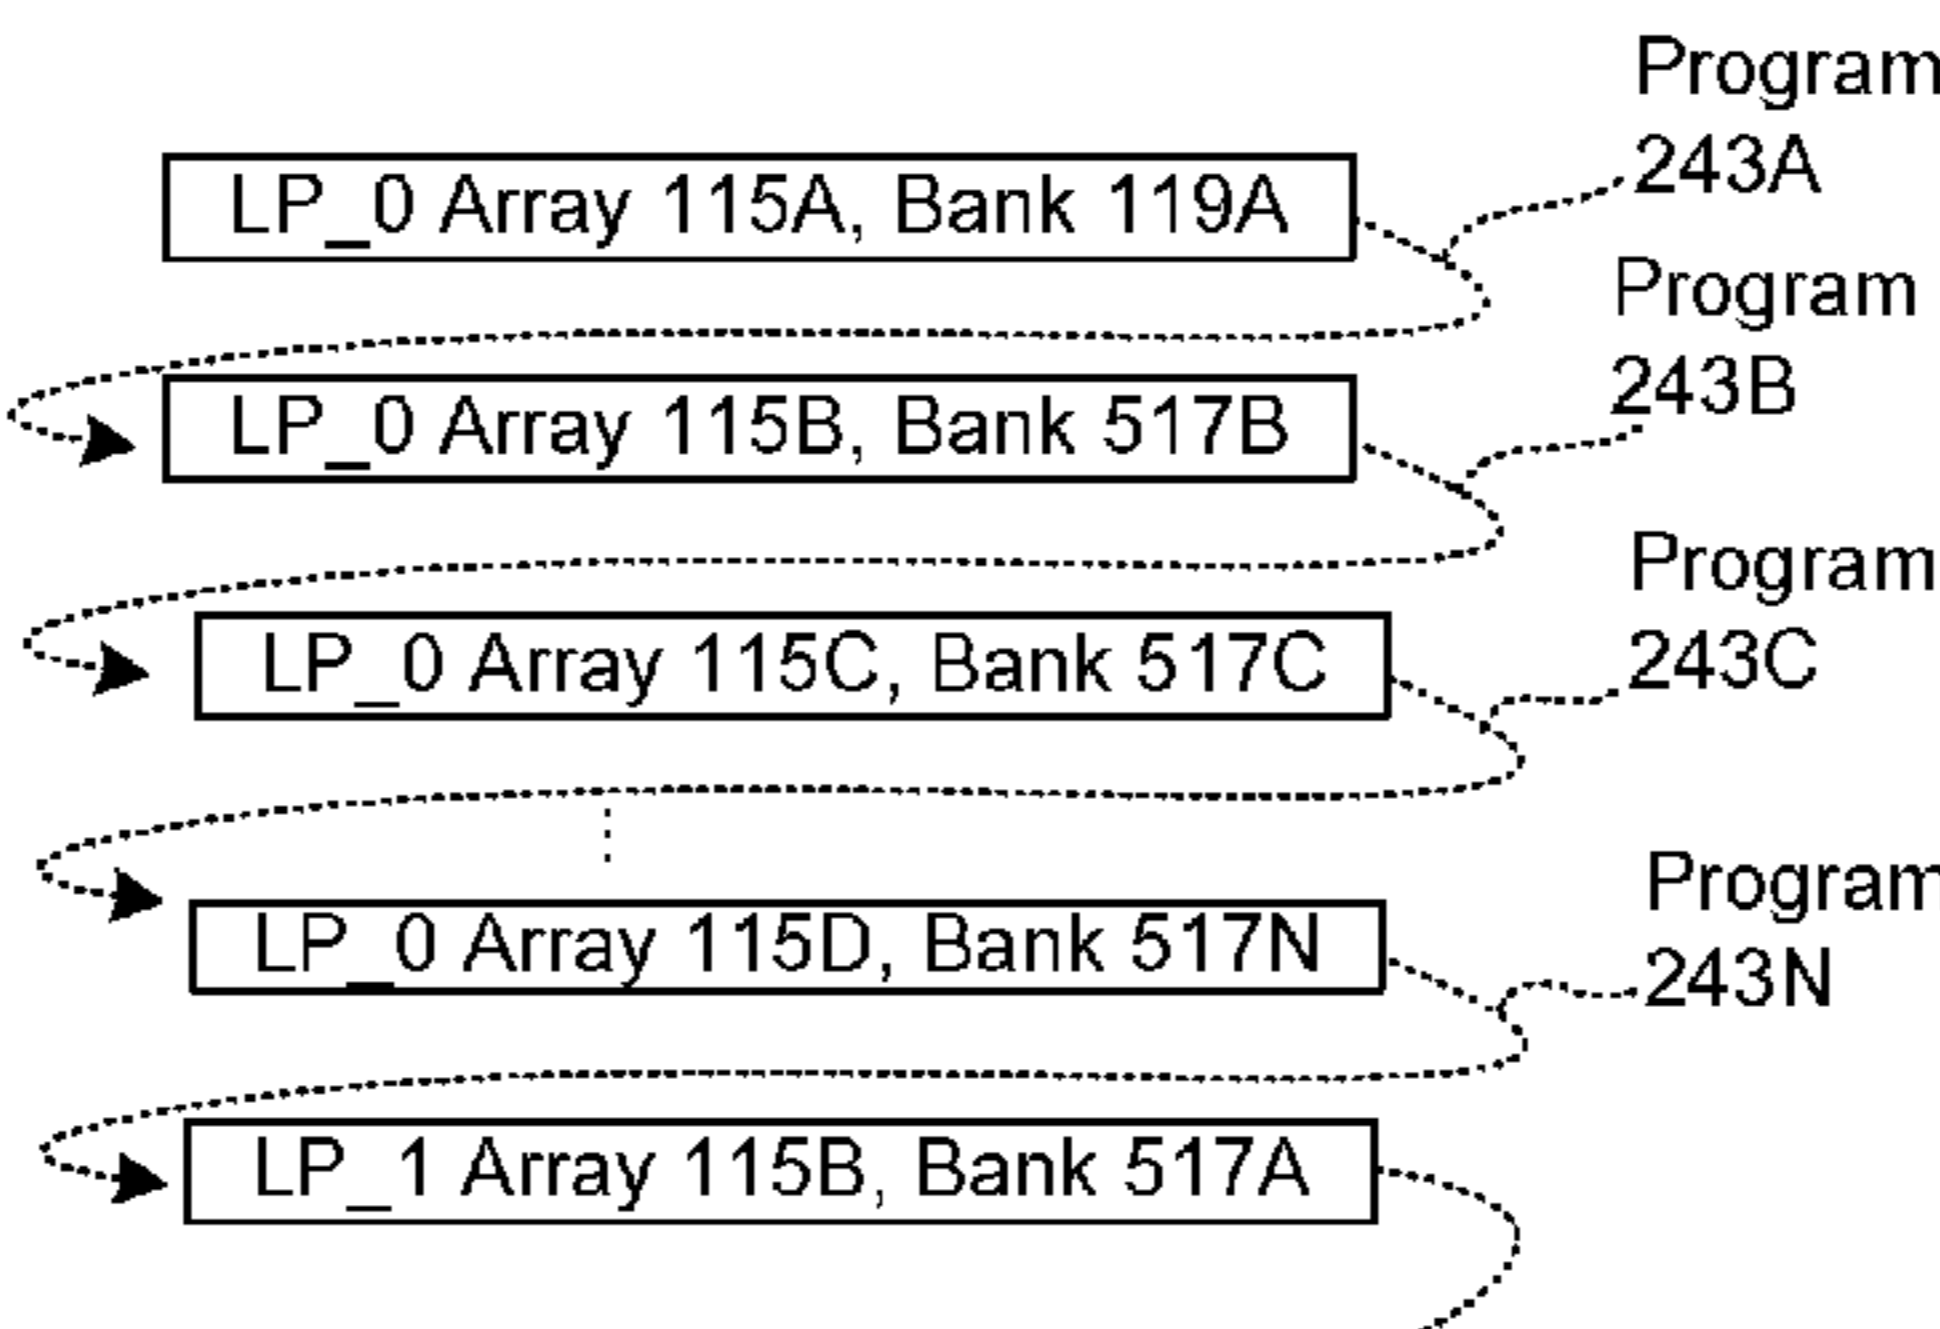 Program
243A
LP_0 Array 115A, Bank 119A
Program
243B
LP_0 Array 115B, Bank 517B
Program
243C
LP_0 Array 115C, Bank 517C
Program
243N
LP_0 Array 115D, Bank 517N
LP_1 Array 115B, Bank 517A